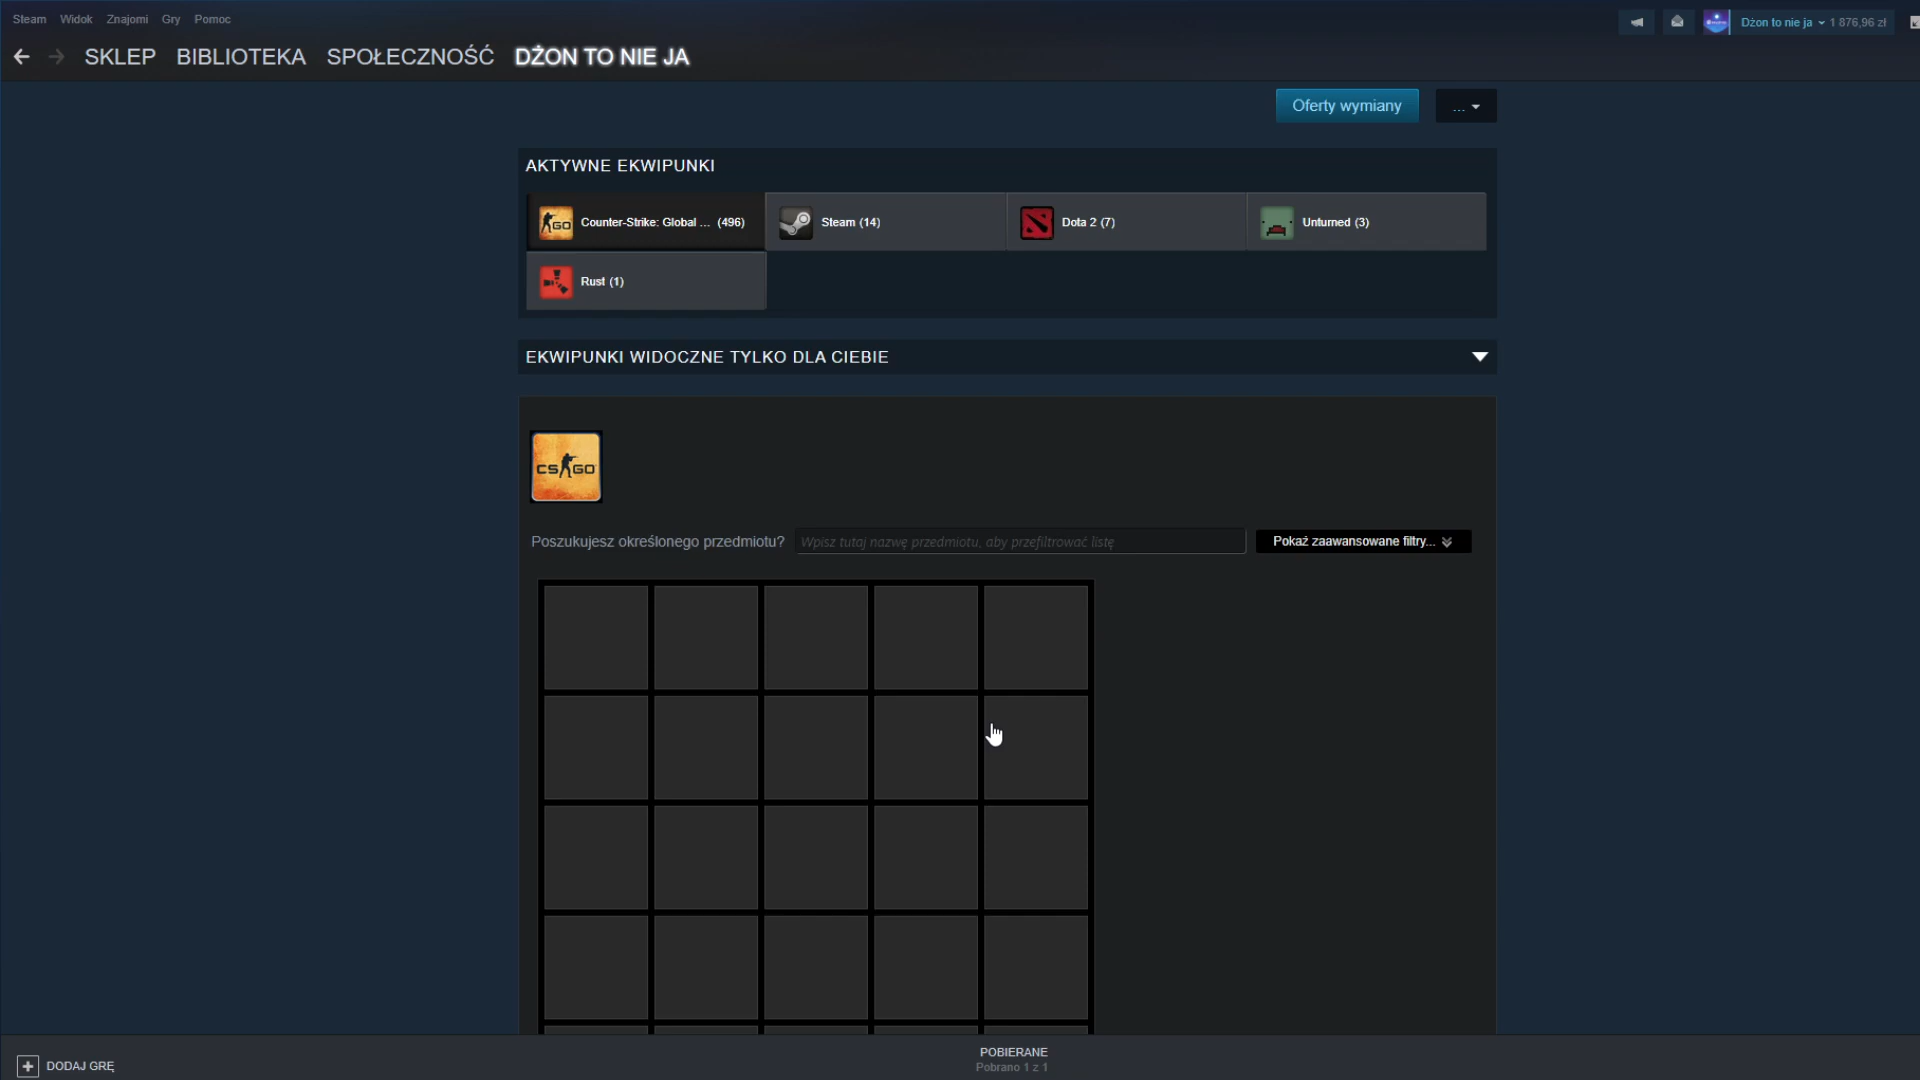 Steam Widok Znajomi Gry Pomoc
Dżon to nie ja 1 876,96 zł
SKLEP BIBLIOTEKA SPOŁECZNOŚĆ DŻON TO NIE JA
Oferty wymiany ...
AKTYWNE EKWIPUNKI
Counter-Strike: Global ... (496) Steam (14) Dota 2 (7) Unturned (3)
Rust (1)
EKWIPUNKI WIDOCZNE TYLKO DLA CIEBIE
CS GO
Poszukujesz określonego przedmiotu? Wpisz tutaj nazwę przedmiotu, aby przefiltrować listę Pokaż zaawansowane filtry...
POBIERANE
DODAJ GRĘ
Pobrano 1 z 1